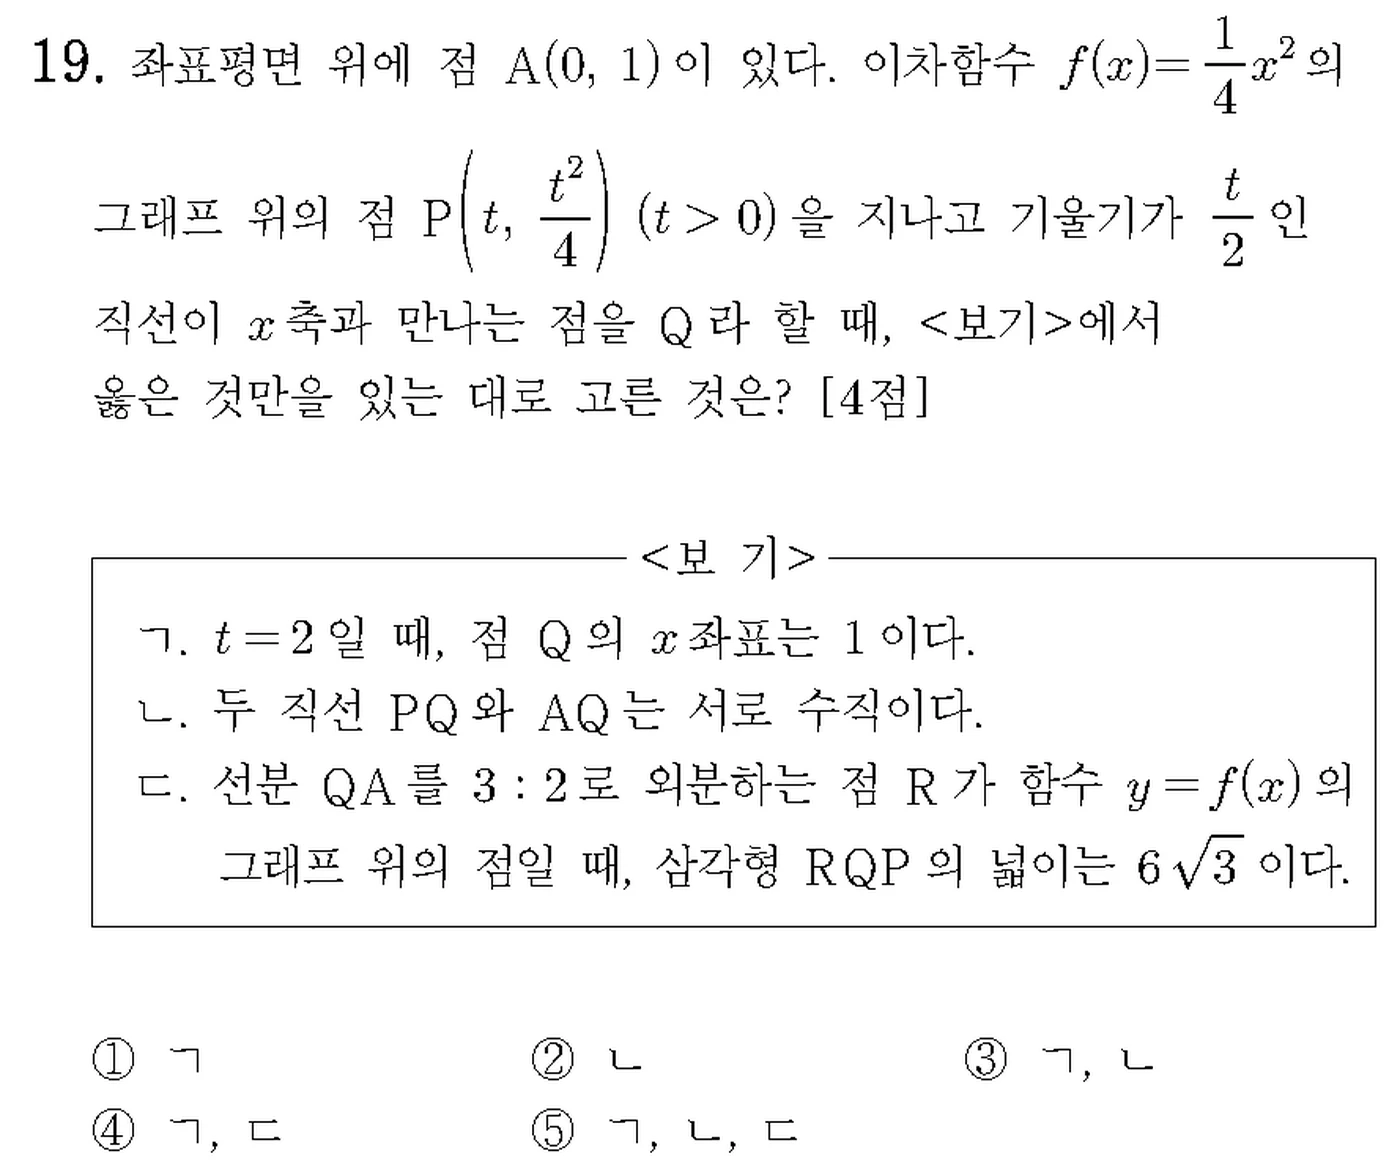 19. 좌표평면 위에 점 A(0, 1)이 있다. 이차함수 f(x)=\frac{1}{4}x^2의
그래프 위의 점 P\left(t, \frac{t^2}{4}\right) (t > 0)을 지나고 기울기가 \frac{t}{2}인
직선이 x축과 만나는 점을 Q라 할 때, <보기>에서
옳은 것만을 있는 대로 고른 것은? [4점]
<보 기>
ㄱ. t=2일 때, 점 Q의 x좌표는 1이다.
ㄴ. 두 직선 PQ와 AQ는 서로 수직이다.
ㄷ. 선분 QA를 3 : 2로 외분하는 점 R가 함수 y=f(x)의
그래프 위의 점일 때, 삼각형 RQP의 넓이는 6√3이다.
① ㄱ ② ㄴ ③ ㄱ, ㄴ
④ ㄱ, ㄷ ⑤ ㄱ, ㄴ, ㄷ